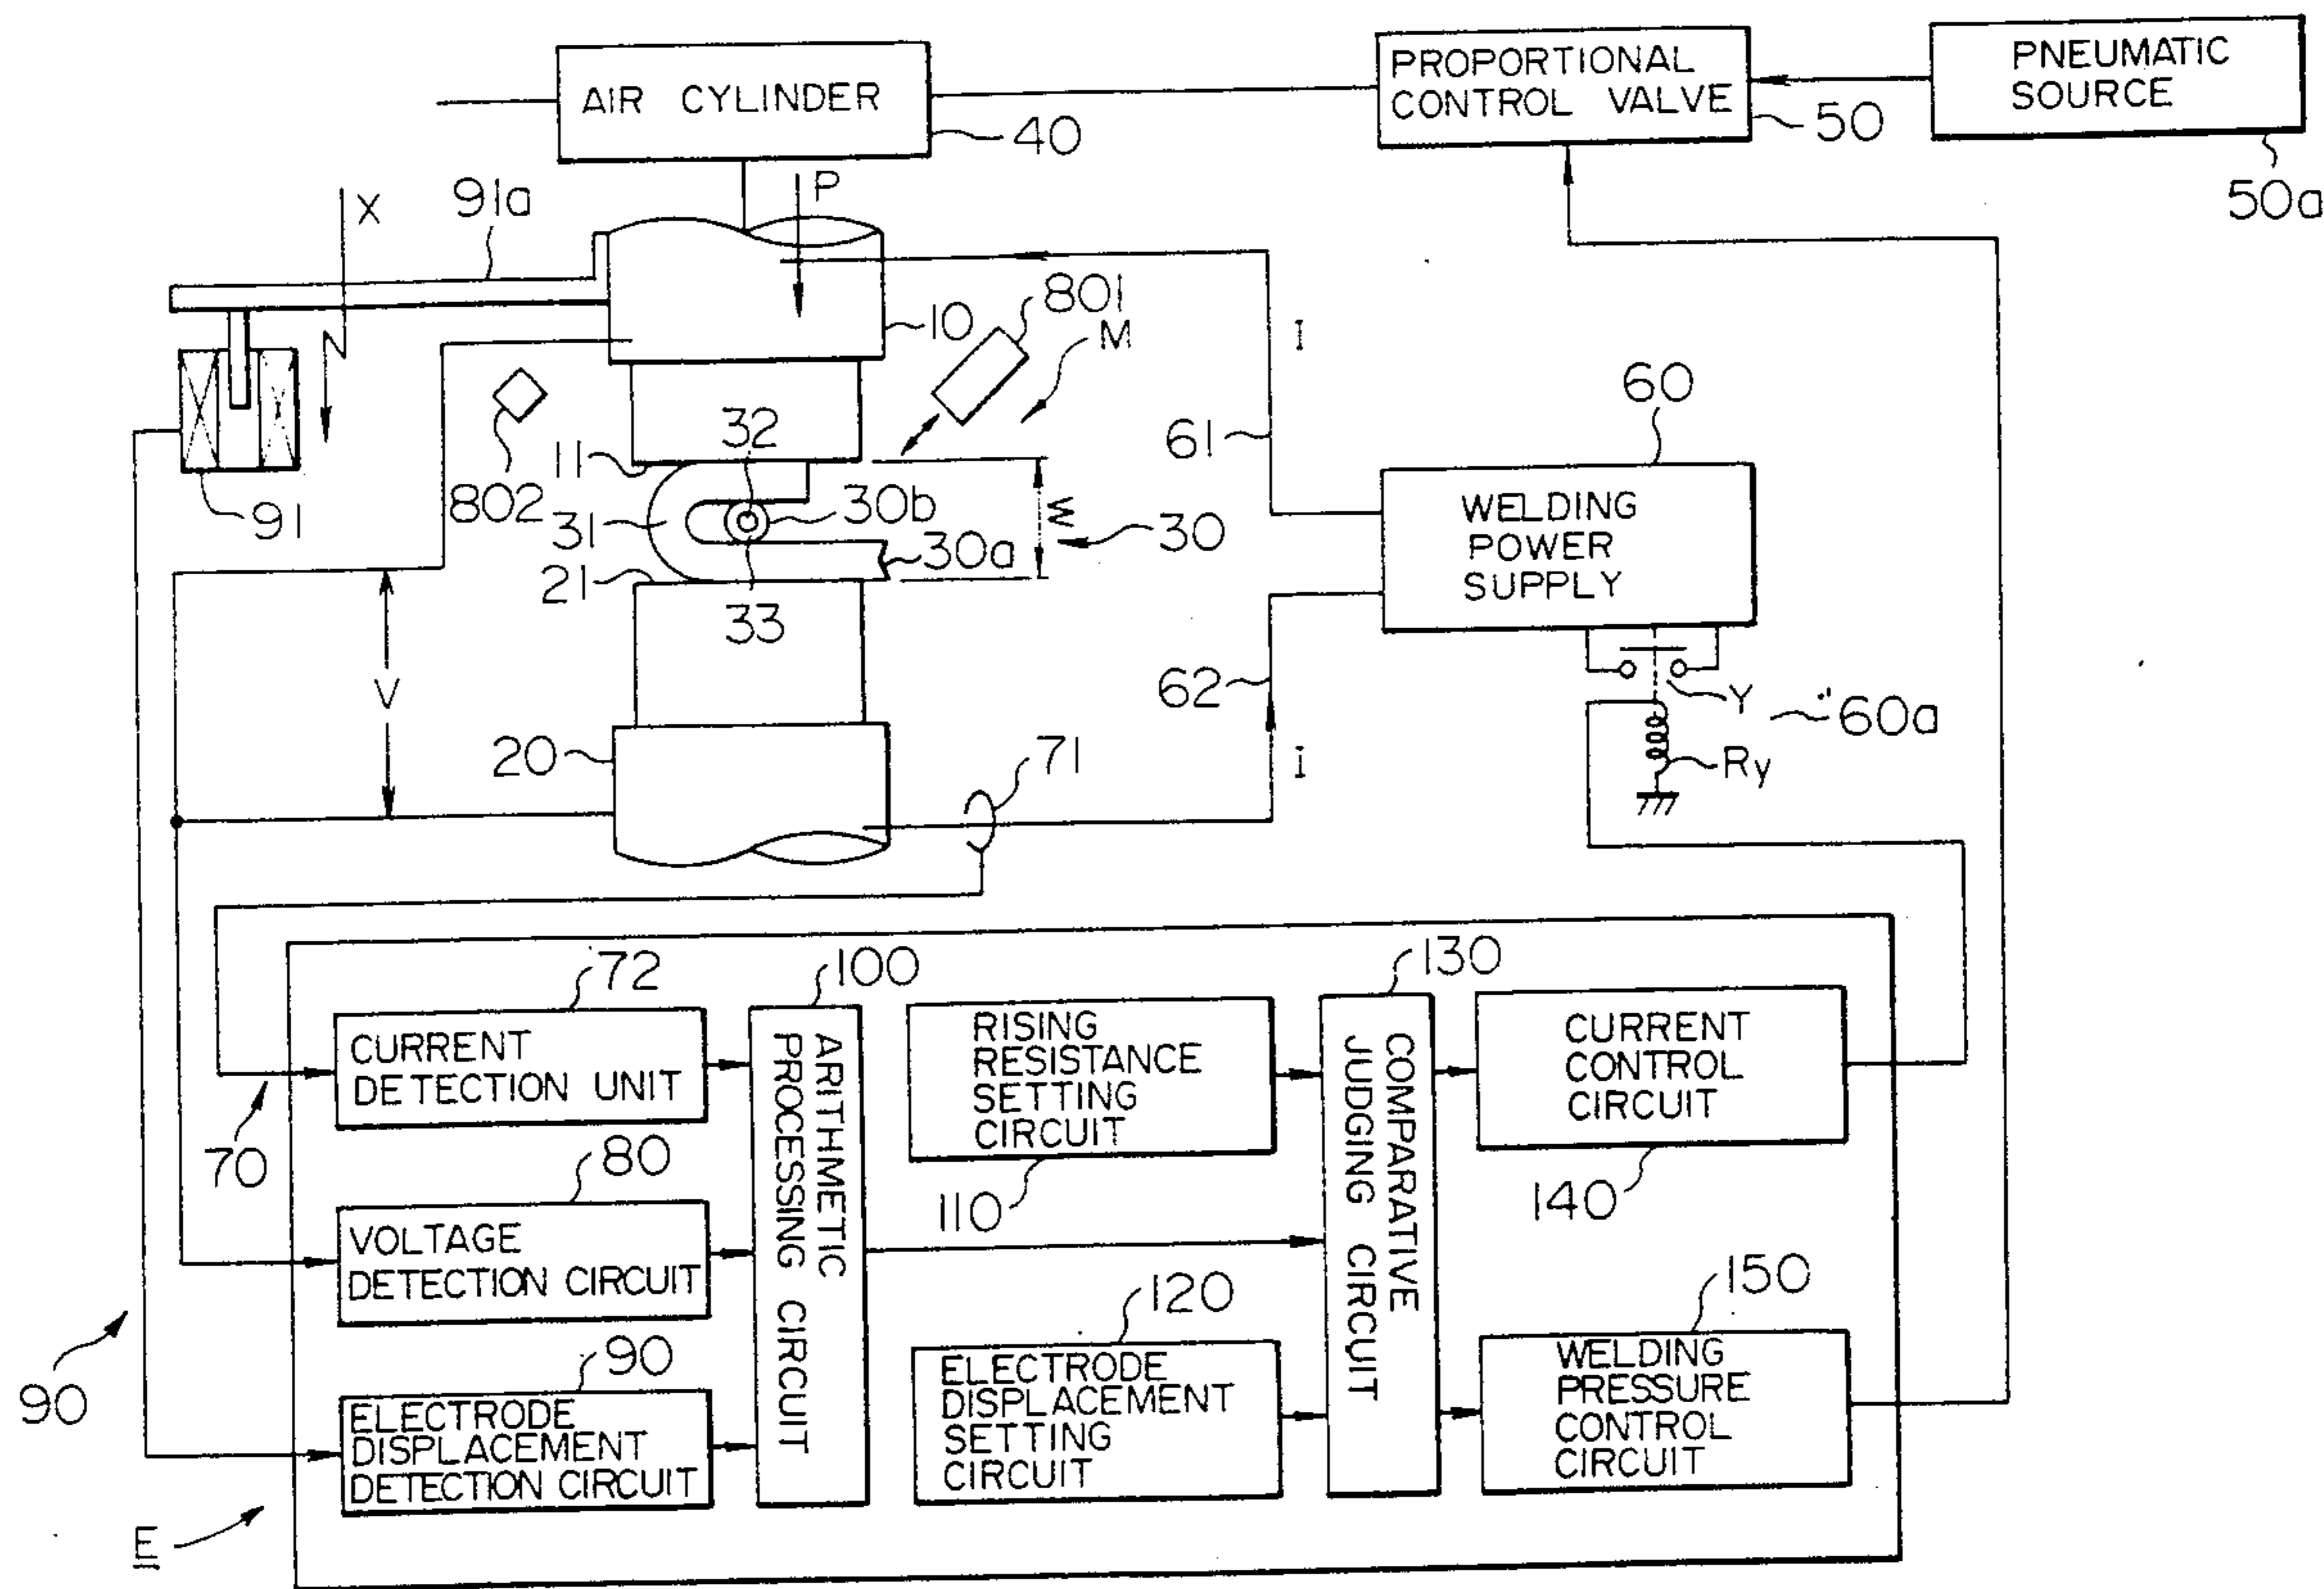 AIR CYLINDER
40
PROPORTIONAL
CONTROL VALVE
50
PNEUMATIC
SOURCE
50a
P
X
91a
10
801
M
I
60
61
32
11
802
91
31
30b
30a
W
30
21
33
WELDING
POWER
SUPPLY
V
62
Y
60a
Ry
20
71
I
72
CURRENT
DETECTION UNIT
70
80
VOLTAGE
DETECTION CIRCUIT
90
90
ELECTRODE
DISPLACEMENT
DETECTION CIRCUIT
E
100
ARITHMETIC
PROCESSING CIRCUIT
RISING
RESISTANCE
SETTING
CIRCUIT
110
120
ELECTRODE
DISPLACEMENT
SETTING
CIRCUIT
130
COMPARATIVE
JUDGING CIRCUIT
CURRENT
CONTROL
CIRCUIT
140
150
WELDING
PRESSURE
CONTROL
CIRCUIT